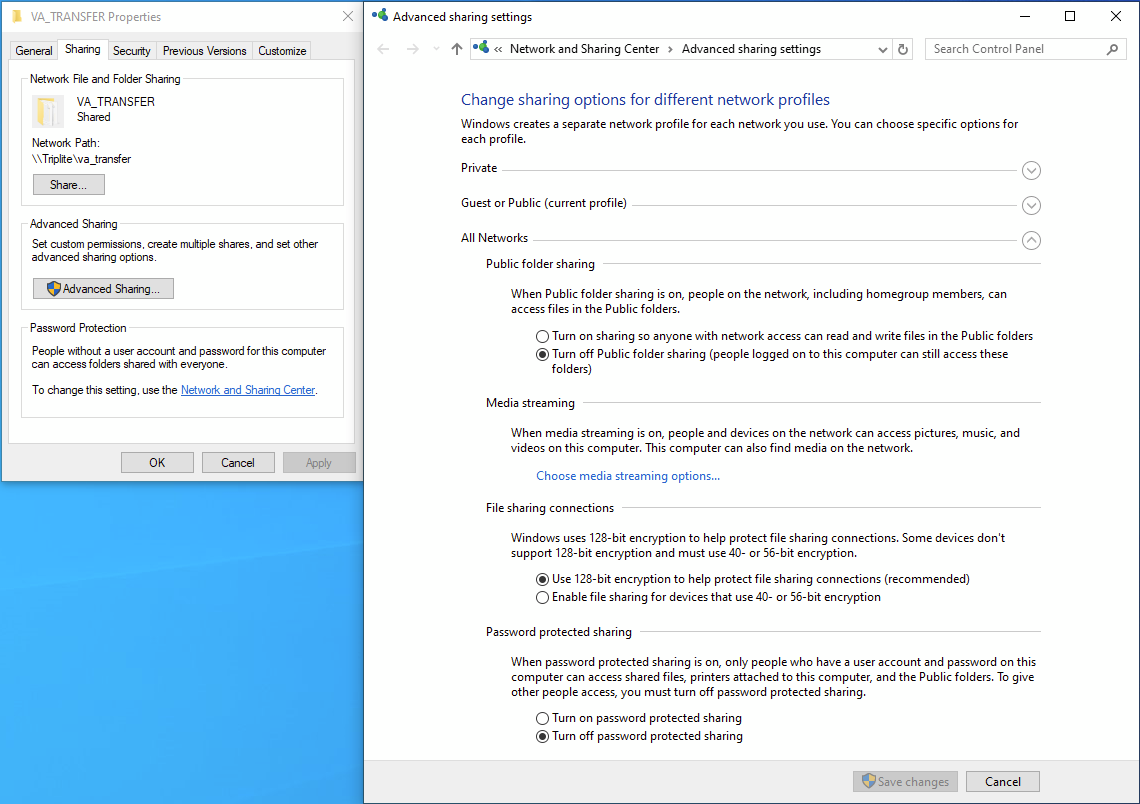 VA_TRANSFER Properties
General Sharing Security Previous Versions Customize
Network File and Folder Sharing
VA_TRANSFER
Shared
Network Path:
\\Triplite\va_transfer
Share...
Advanced Sharing
Set custom permissions, create multiple shares, and set other
advanced sharing options.
Advanced Sharing...
Password Protection
People without a user account and password for this computer
can access folders shared with everyone.
To change this setting, use the Network and Sharing Center.
OK Cancel Apply
Advanced sharing settings
« Network and Sharing Center › Advanced sharing settings
Search Control Panel
Change sharing options for different network profiles
Windows creates a separate network profile for each network you use. You can choose specific options for
each profile.
Private
Guest or Public (current profile)
All Networks
Public folder sharing
When Public folder sharing is on, people on the network, including homegroup members, can
access files in the Public folders.
Turn on sharing so anyone with network access can read and write files in the Public folders
Turn off Public folder sharing (people logged on to this computer can still access these
folders)
Media streaming
When media streaming is on, people and devices on the network can access pictures, music, and
videos on this computer. This computer can also find media on the network.
Choose media streaming options...
File sharing connections
Windows uses 128-bit encryption to help protect file sharing connections. Some devices don't
support 128-bit encryption and must use 40- or 56-bit encryption.
Use 128-bit encryption to help protect file sharing connections (recommended)
Enable file sharing for devices that use 40- or 56-bit encryption
Password protected sharing
When password protected sharing is on, only people who have a user account and password on this
computer can access shared files, printers attached to this computer, and the Public folders. To give
other people access, you must turn off password protected sharing.
Turn on password protected sharing
Turn off password protected sharing
Save changes Cancel